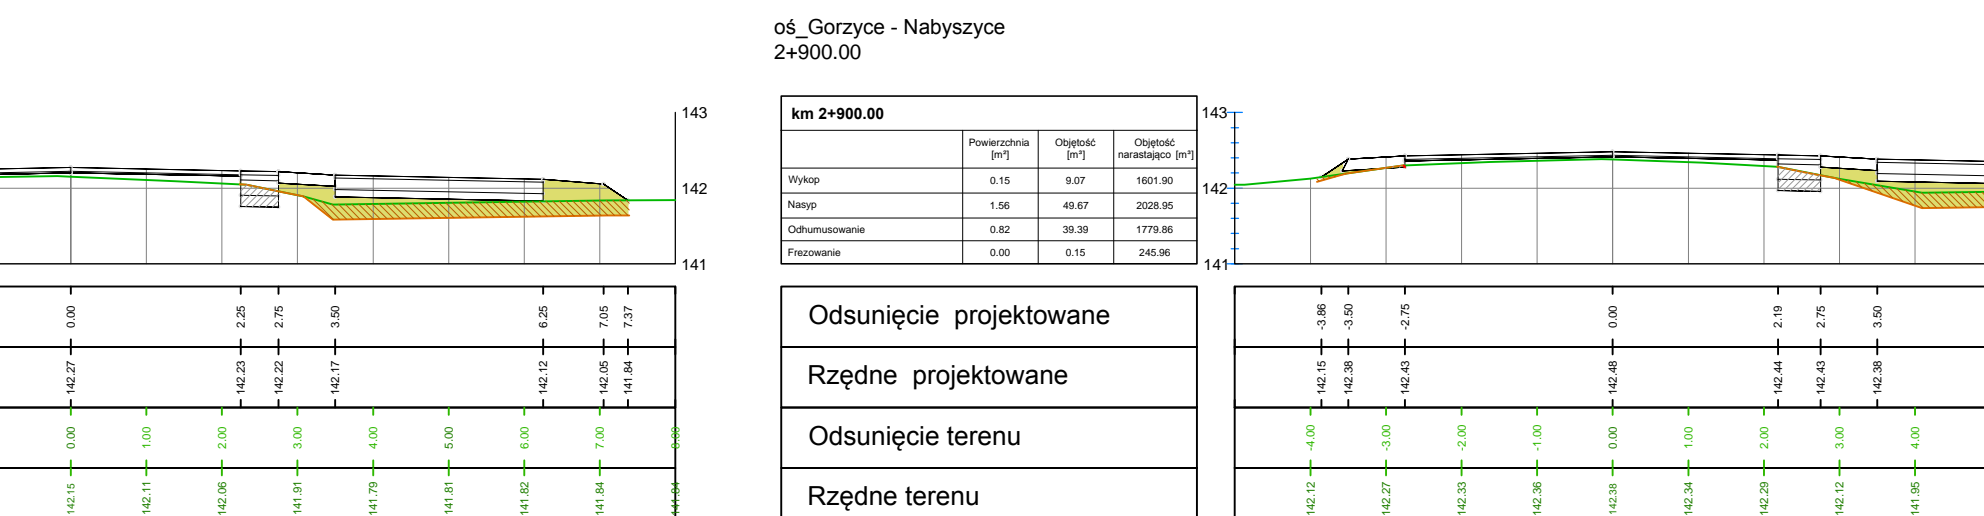 oś_Gorzyce - Nabyszyce
2+900.00
143
142
141
0.00 2.25 2.75 3.50 6.25 7.05 7.37
142.27 142.23 142.22 142.17 142.12 142.05 141.84
0.00 1.00 2.00 3.00 4.00 5.00 6.00 7.00 8.00
142.15 142.11 142.06 141.91 141.79 141.81 141.82 141.84 141.84
km 2+900.00
Powierzchnia [m²] Objętość [m³] Objętość narastająco [m³]
Wykop 0.15 9.07 1601.90
Nasyp 1.56 49.67 2028.95
Odhumusowanie 0.82 39.39 1779.86
Frezowanie 0.00 0.15 245.96
Odsunięcie projektowane
Rzędne projektowane
Odsunięcie terenu
Rzędne terenu
143
142
141
-3.86 -3.50 -2.75 0.00 2.19 2.75 3.50
142.15 142.38 142.43 142.48 142.44 142.43 142.38
-4.00 -3.00 -2.00 -1.00 0.00 1.00 2.00 3.00 4.00
142.12 142.27 142.33 142.36 142.38 142.34 142.29 142.12 141.95